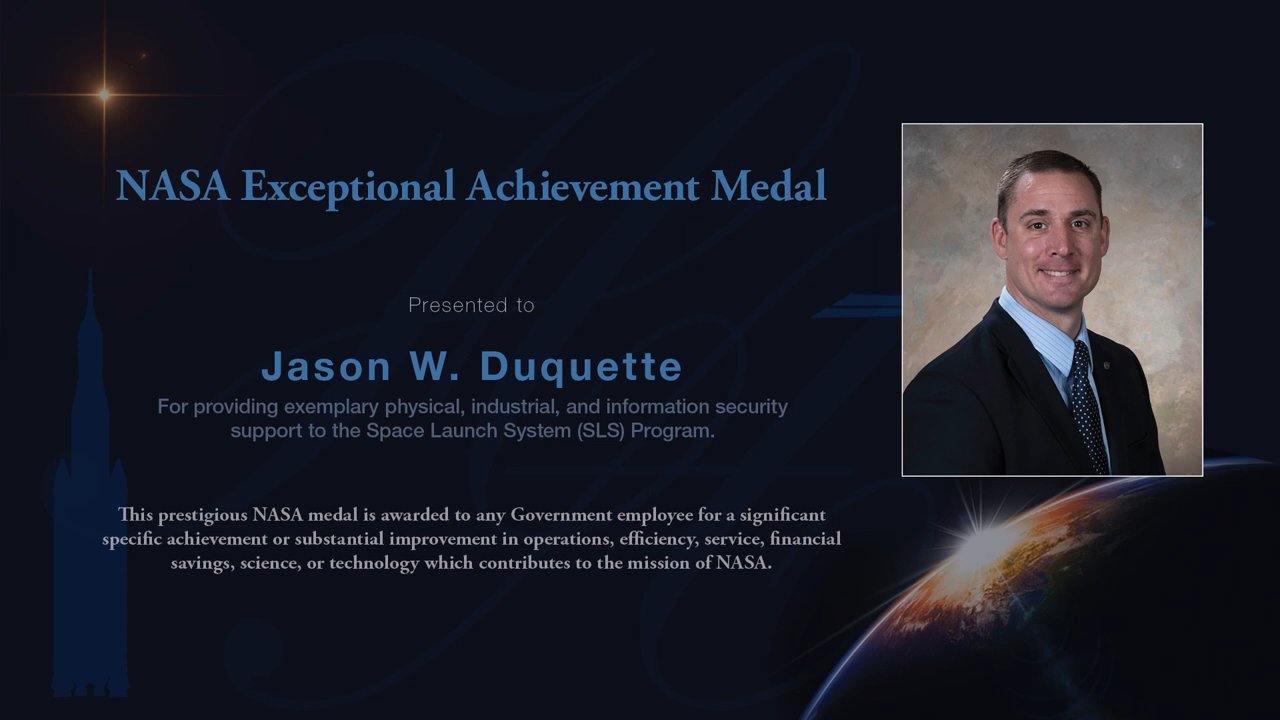 NASA Exceptional Achievement Medal
Presented to
Jason W. Duquette
For providing exemplary physical, industrial, and information security
support to the Space Launch System (SLS) Program.
This prestigious NASA medal is awarded to any Government employee for a significant
specific achievement or substantial improvement in operations, efficiency, service, financial
savings, science, or technology which contributes to the mission of NASA.